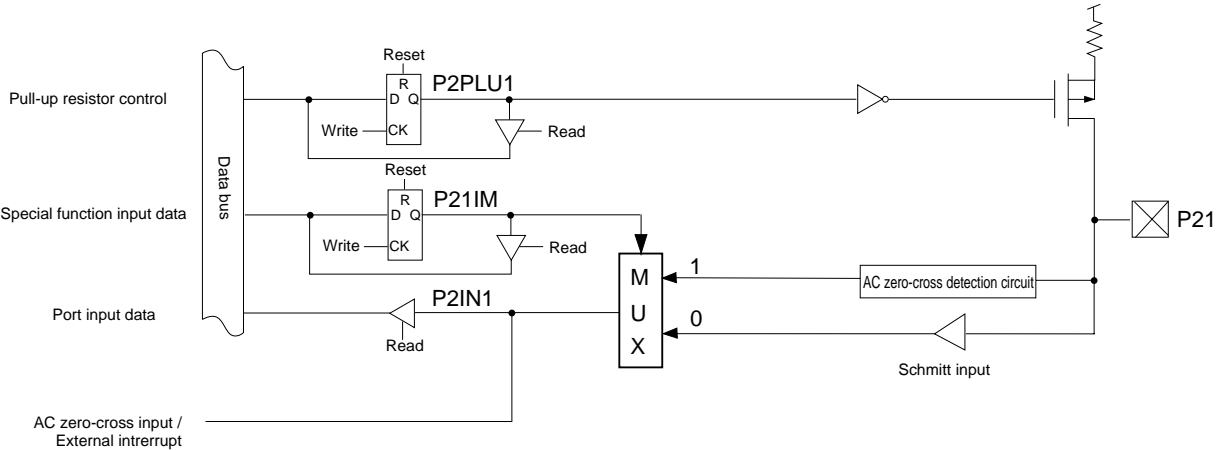 Reset
R
P2PLU1
Pull-up resistor control
D Q
Write
CK
Read
Data bus
Reset
R
P21IM
Special function input data
D Q
P21
Write
CK
Read
M
1
AC zero-cross detection circuit
P2IN1
Port input data
U
0
X
Read
Schmitt input
AC zero-cross input /
External intrerrupt